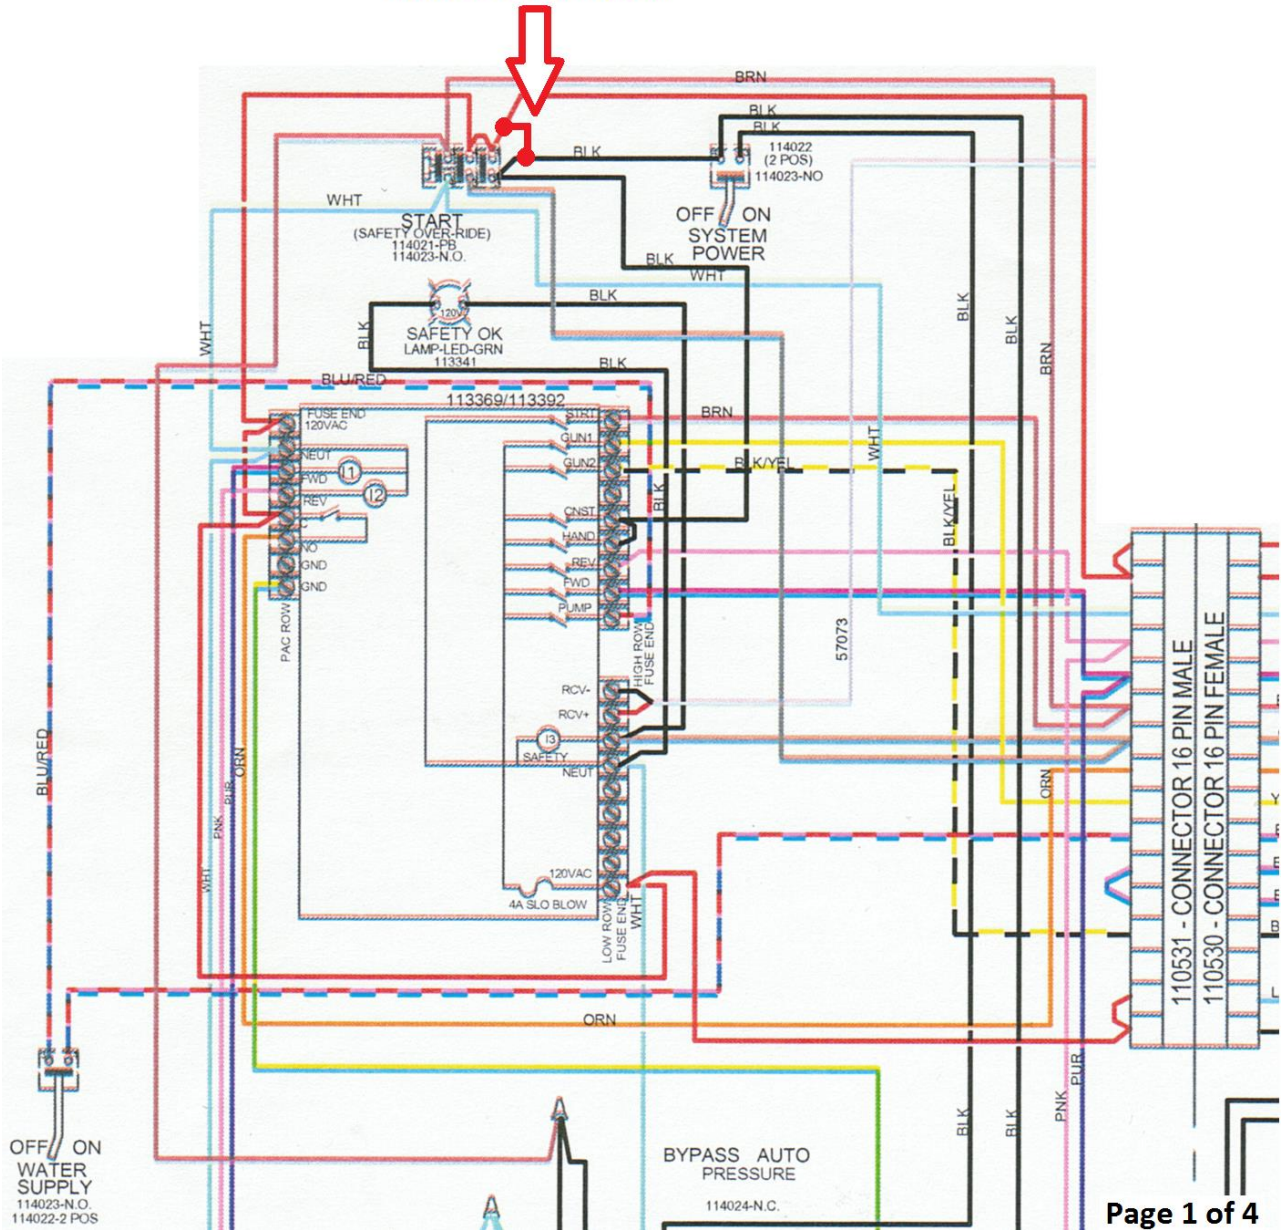 BRN
BLK
BLK
BLK
114022
(2 POS)
114023-NO
WHT
START
(SAFETY OVER-RIDE)
114021-PB
114023-N.O.
OFF ON
SYSTEM
POWER
BLK
WHT
BLK
120V
BLK
WHT
SAFETY OK
LAMP-LED-GRN
113341
BLK
BLK
BLK
BRN
BLU/RED
113369/113392
FUSE END
120VAC
NEUT
FWD
REV
C
NO
GND
GND
I1
I2
STRT
GUN1
GUN2
CNST
HAND
REV
FWD
PUMP
BRN
WHT
BLK/YEL
BLK
BLK/YEL
PAC ROW
HIGH ROW
FUSE END
57073
RCV-
RCV+
I3
SAFETY
NEUT
110531 - CONNECTOR 16 PIN MALE
110530 - CONNECTOR 16 PIN FEMALE
BLU/RED
ORN
PUR
PNK
WHT
ORN
120VAC
4A SLO BLOW
LOW ROW
FUSE END
WHT
ORN
OFF ON
WATER
SUPPLY
114023-N.O.
114022-2 POS
BLK
BLK
PNK
PUR
BYPASS AUTO
PRESSURE
114024-N.C.
Page 1 of 4